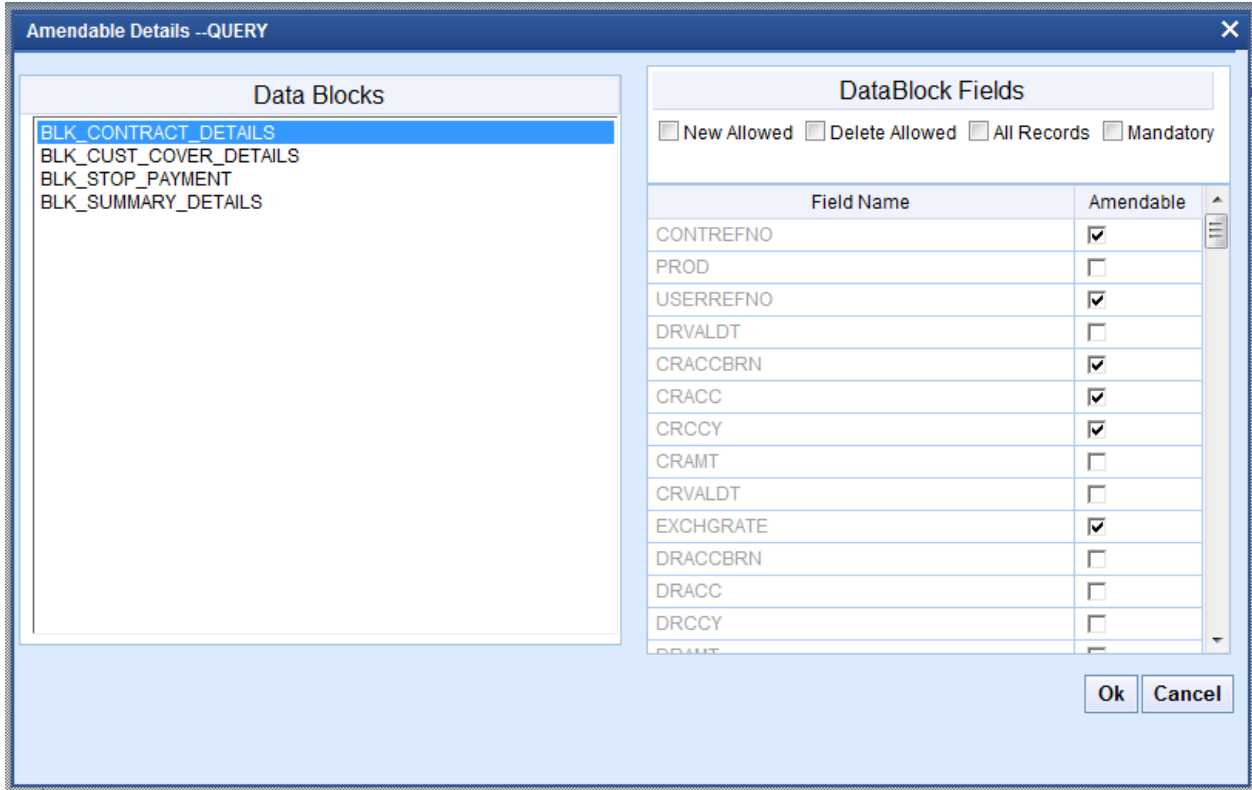 Amendable Details --QUERY
Data Blocks
BLK_CONTRACT_DETAILS
BLK_CUST_COVER_DETAILS
BLK_STOP_PAYMENT
BLK_SUMMARY_DETAILS
DataBlock Fields
New Allowed Delete Allowed All Records Mandatory
Field Name Amendable
CONTREFNO
PROD
USERREFNO
DRVALDT
CRACCBRN
CRACC
CRCCY
CRAMT
CRVALDT
EXCHGRATE
DRACCBRN
DRACC
DRCCY
DRAMT
Ok Cancel